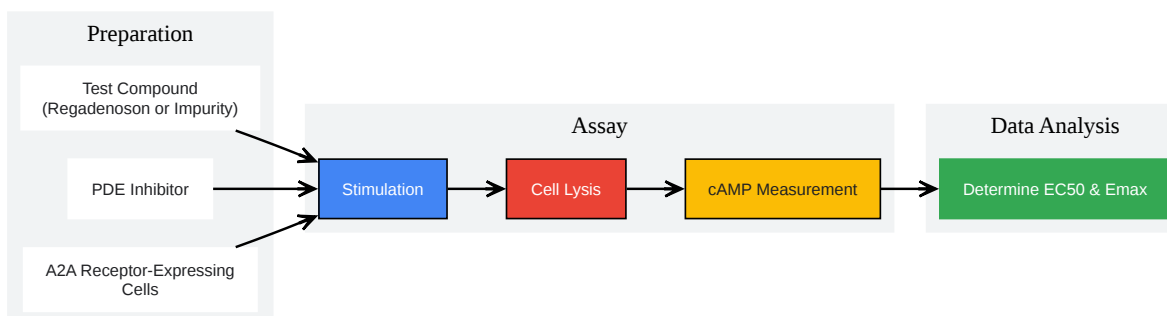 Preparation
Test Compound
(Regadenoson or Impurity)
PDE Inhibitor
A2A Receptor-Expressing
Cells
Assay
Stimulation
Cell Lysis
cAMP Measurement
Data Analysis
Determine EC50 & Emax